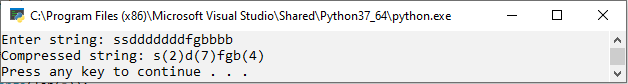 C:\Program Files (x86)\Microsoft Visual Studio\Shared\Python37_64\python.exe
Enter string: ssdddddddfgbbbb
Compressed string: s(2)d(7)fgb(4)
Press any key to continue . . .